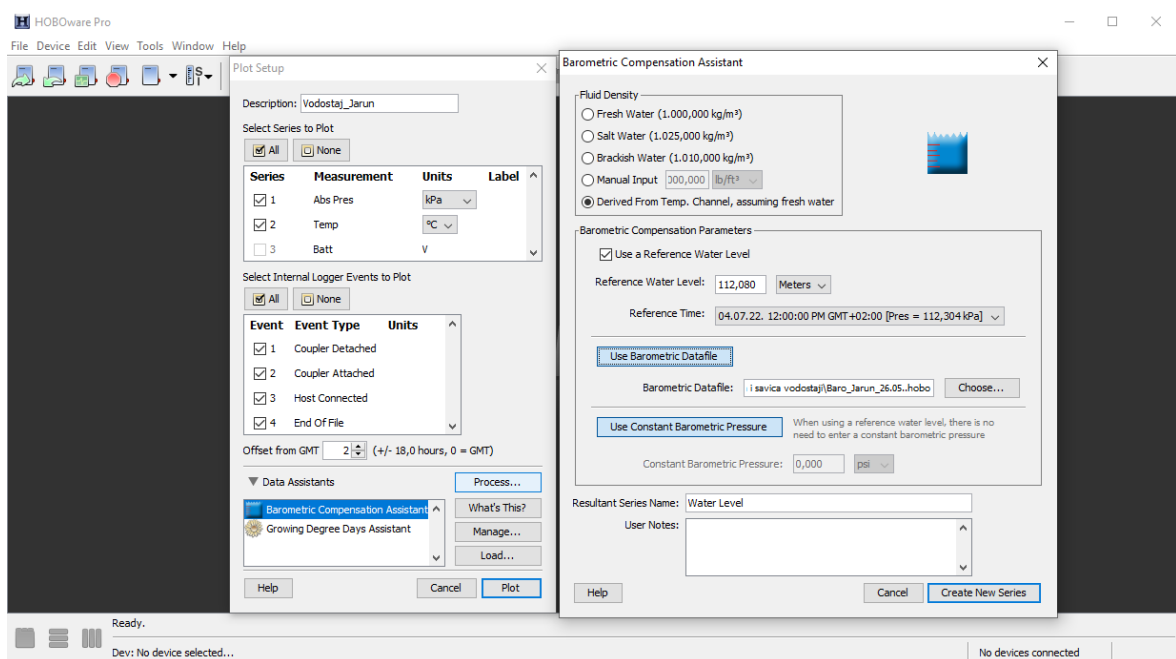 HOBOware Pro
File Device Edit View Tools Window Help
Plot Setup
Description: Vodostaj_Jarun
Select Series to Plot
All None
Series Measurement Units Label
1 Abs Pres kPa
2 Temp °C
3 Batt V
Select Internal Logger Events to Plot
All None
Event Event Type Units
1 Coupler Detached
2 Coupler Attached
3 Host Connected
4 End Of File
Offset from GMT 2 (+/- 18,0 hours, 0 = GMT)
Data Assistants Process...
Barometric Compensation Assistant
Growing Degree Days Assistant
What's This?
Manage...
Load...
Help Cancel Plot
Barometric Compensation Assistant
Fluid Density
Fresh Water (1.000,000 kg/m³)
Salt Water (1.025,000 kg/m³)
Brackish Water (1.010,000 kg/m³)
Manual Input 000,000 lb/ft³
Derived From Temp. Channel, assuming fresh water
Barometric Compensation Parameters
Use a Reference Water Level
Reference Water Level: 112,080 Meters
Reference Time: 04.07.22. 12:00:00 PM GMT+02:00 [Pres = 112,304 kPa]
Use Barometric Datafile
Barometric Datafile: i savica vodostaji\Baro_Jarun_26.05..hobo Choose...
Use Constant Barometric Pressure
When using a reference water level, there is no
need to enter a constant barometric pressure
Constant Barometric Pressure: 0,000 psi
Resultant Series Name: Water Level
User Notes:
Help Cancel Create New Series
Ready.
Dev: No device selected...
No devices connected